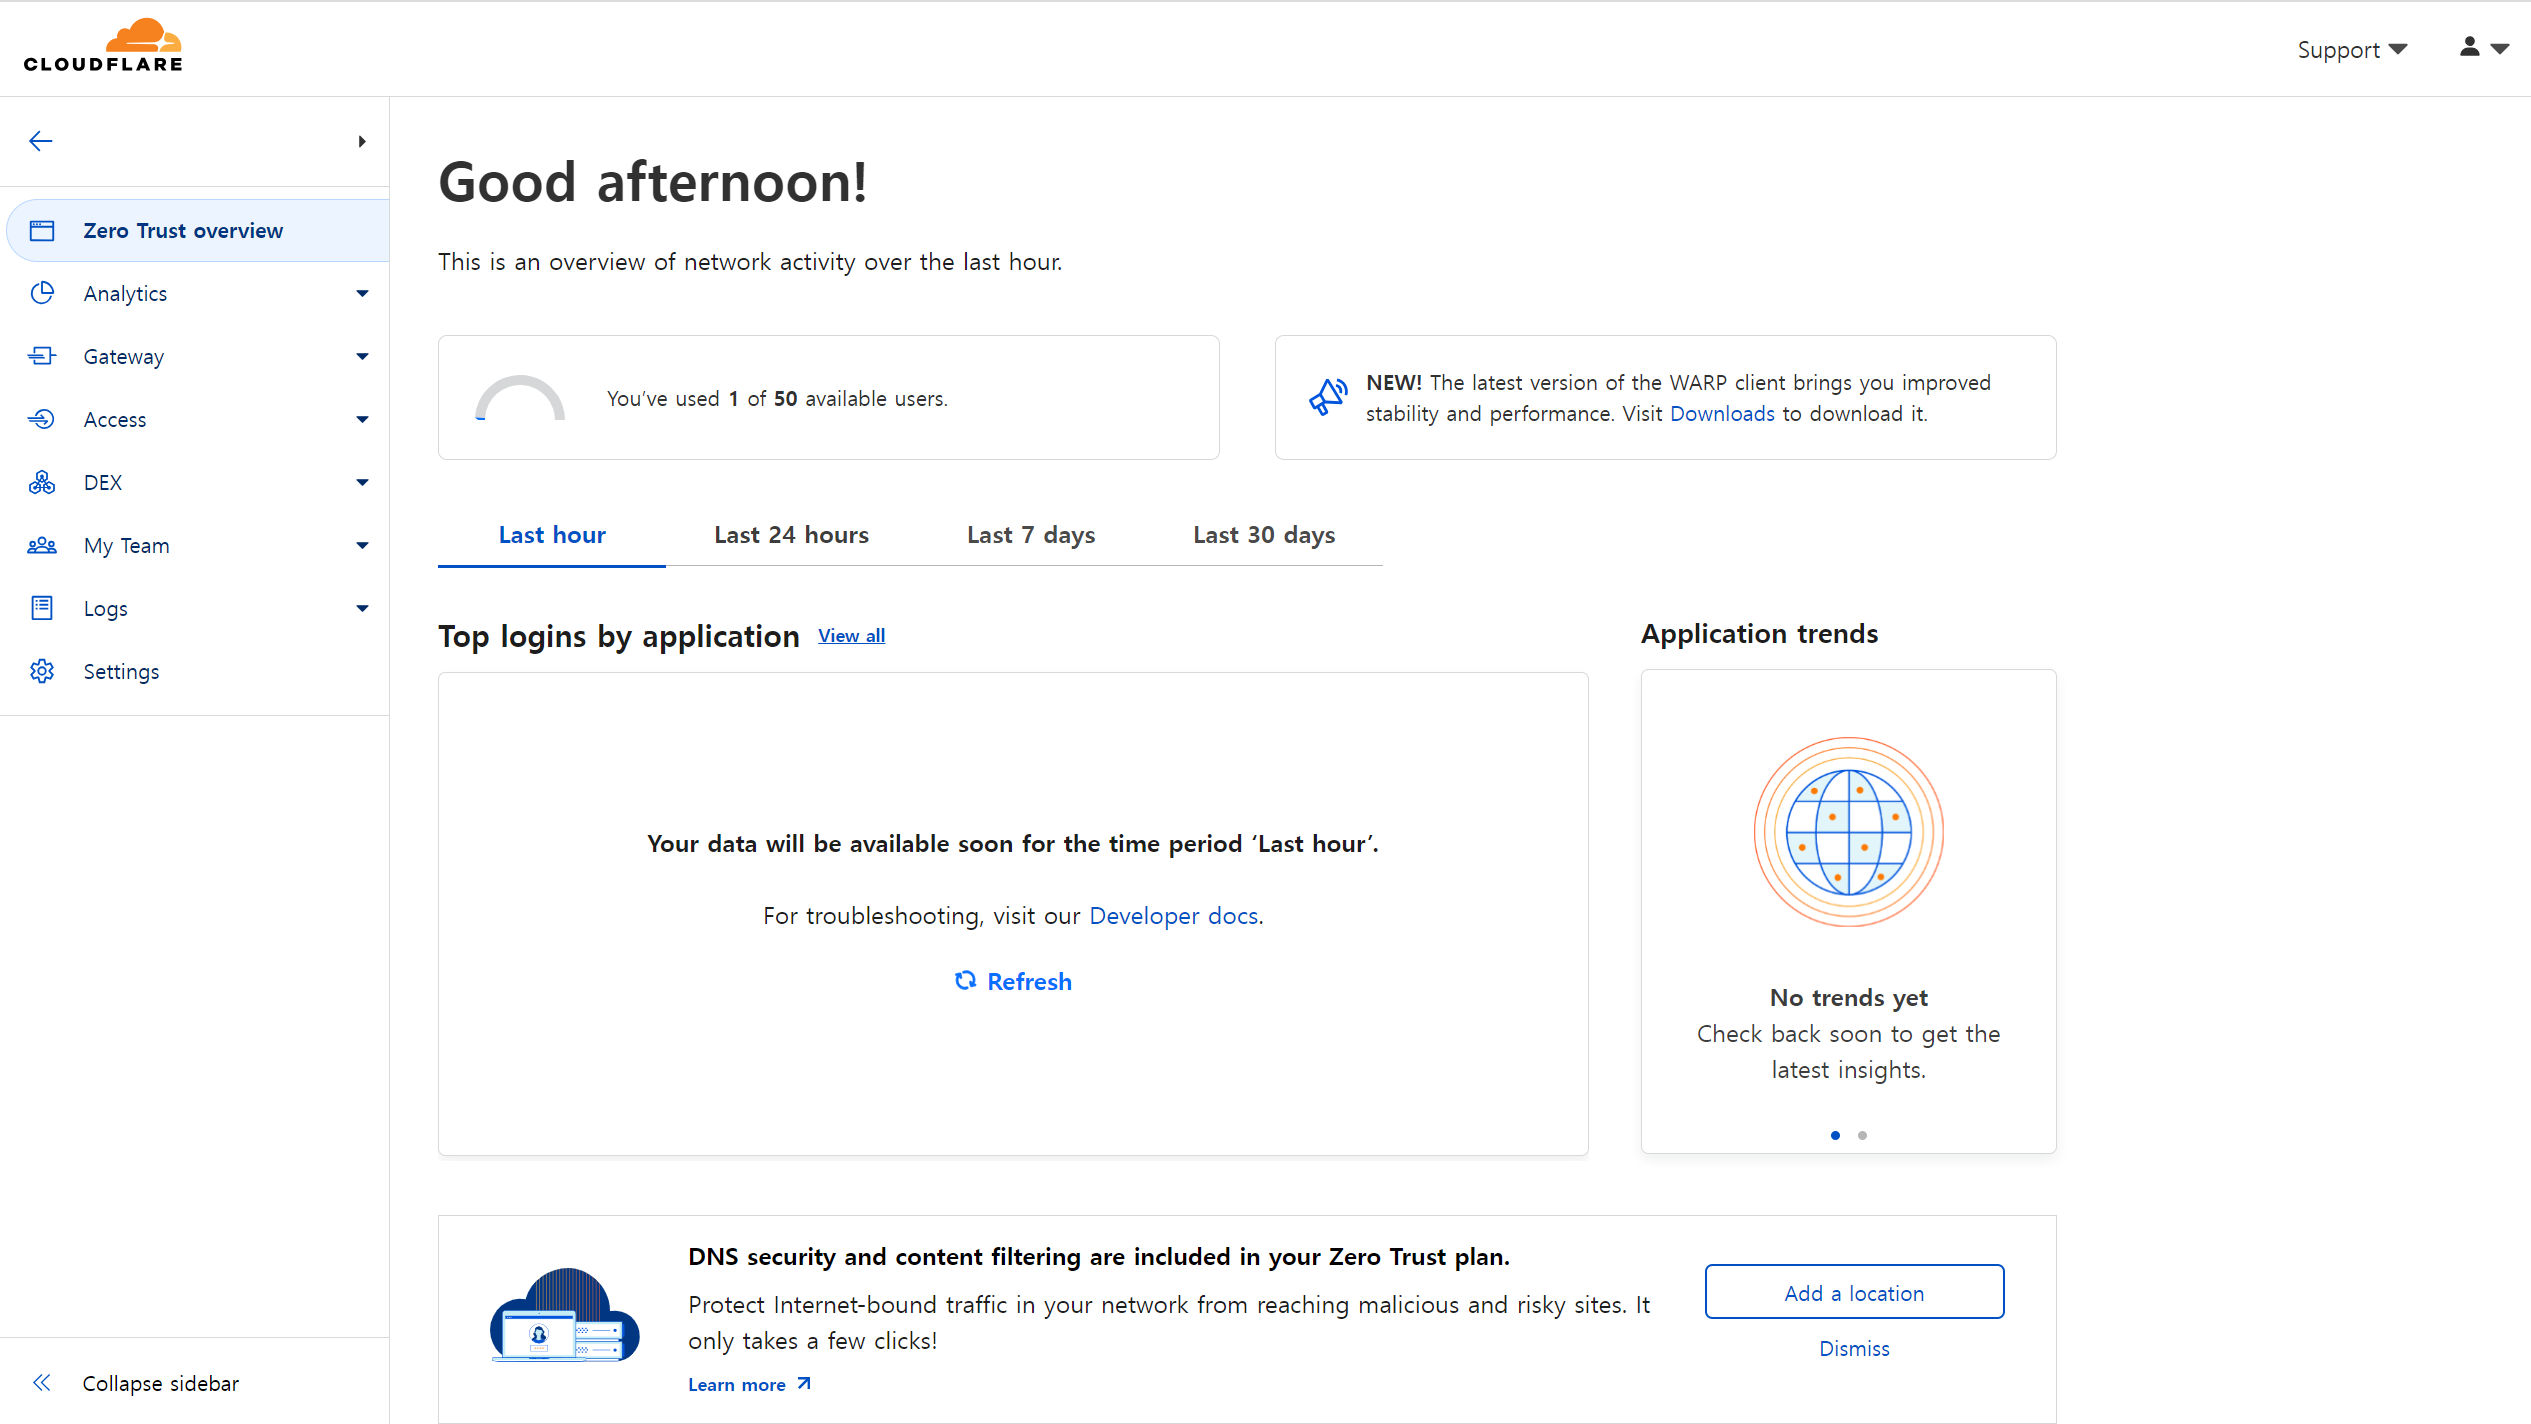 CLOUDFLARE
Support
Zero Trust overview
Analytics
Gateway
Access
DEX
My Team
Logs
Settings
Collapse sidebar
Good afternoon!
This is an overview of network activity over the last hour.
You’ve used 1 of 50 available users.
NEW! The latest version of the WARP client brings you improved
stability and performance. Visit Downloads to download it.
Last hour
Last 24 hours
Last 7 days
Last 30 days
Top logins by application View all
Your data will be available soon for the time period ‘Last hour’.
For troubleshooting, visit our Developer docs.
Refresh
Application trends
No trends yet
Check back soon to get the
latest insights.
DNS security and content filtering are included in your Zero Trust plan.
Protect Internet-bound traffic in your network from reaching malicious and risky sites. It
only takes a few clicks!
Learn more
Add a location
Dismiss